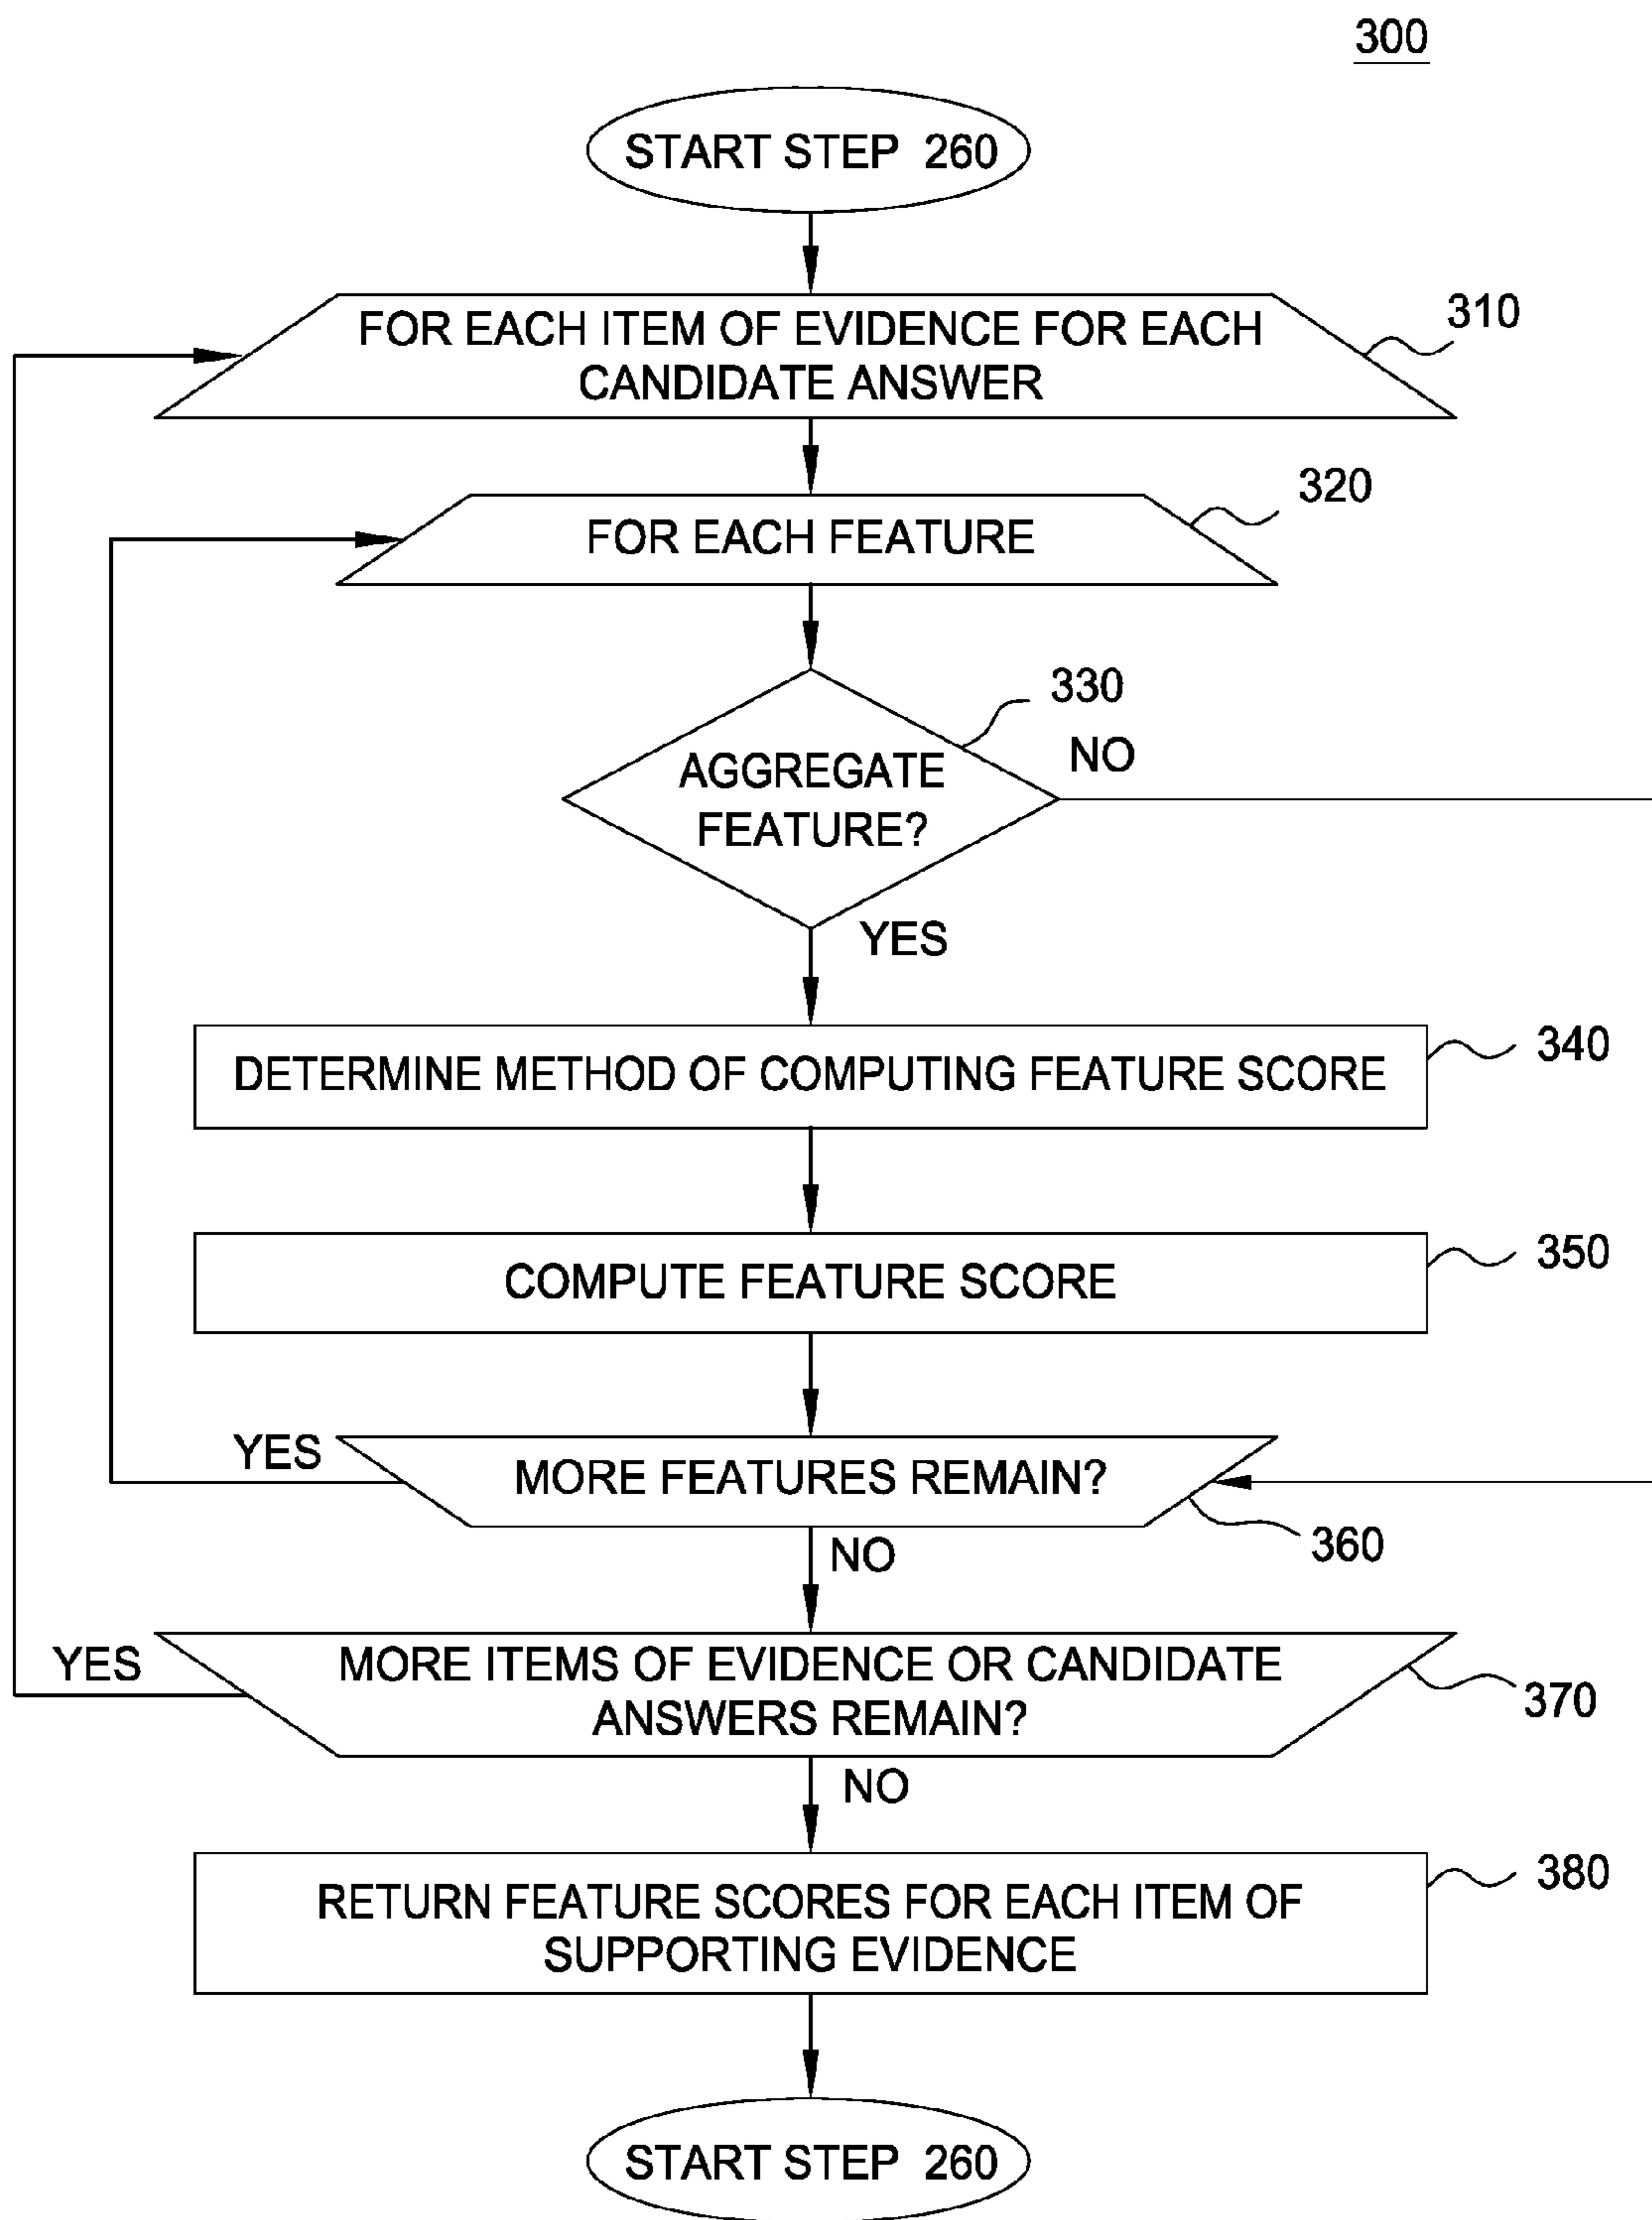 300
START STEP 260
FOR EACH ITEM OF EVIDENCE FOR EACH
CANDIDATE ANSWER
310
FOR EACH FEATURE
320
AGGREGATE
FEATURE?
330
NO
YES
DETERMINE METHOD OF COMPUTING FEATURE SCORE
340
COMPUTE FEATURE SCORE
350
YES
MORE FEATURES REMAIN?
360
NO
YES
MORE ITEMS OF EVIDENCE OR CANDIDATE
ANSWERS REMAIN?
370
NO
RETURN FEATURE SCORES FOR EACH ITEM OF
SUPPORTING EVIDENCE
380
START STEP 260